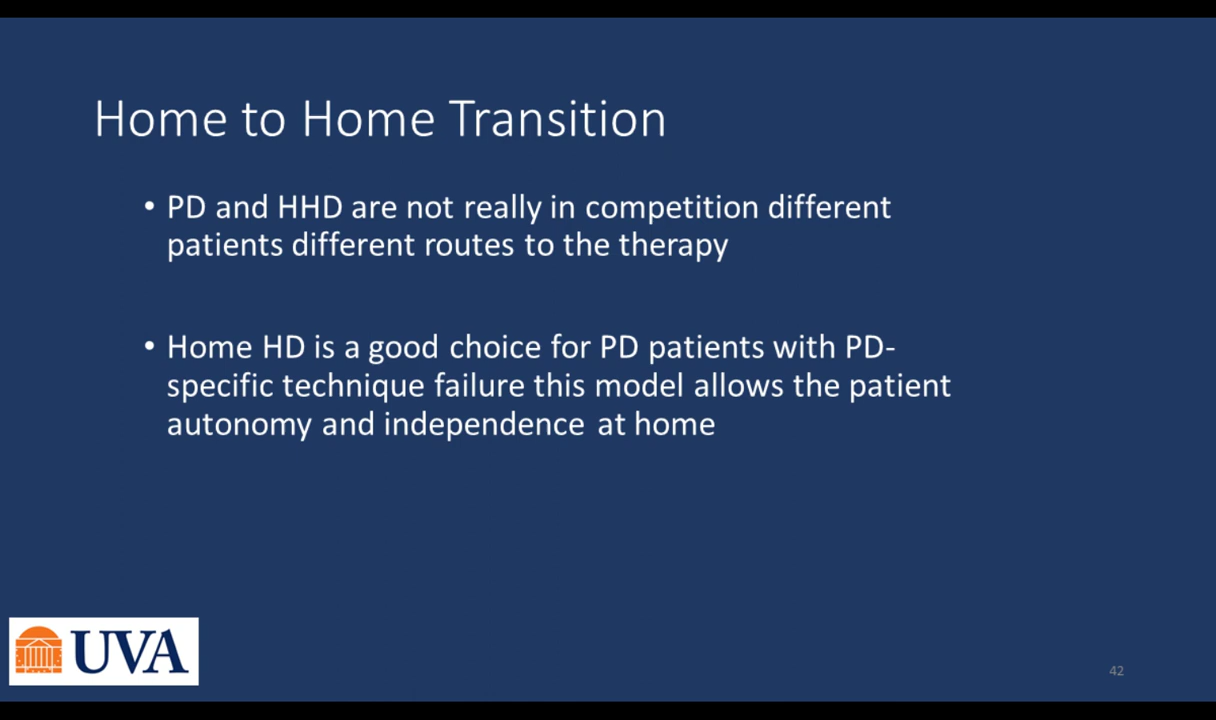 Home to Home Transition
• PD and HHD are not really in competition different
patients different routes to the therapy
• Home HD is a good choice for PD patients with PD-
specific technique failure this model allows the patient
autonomy and independence at home
UVA
42